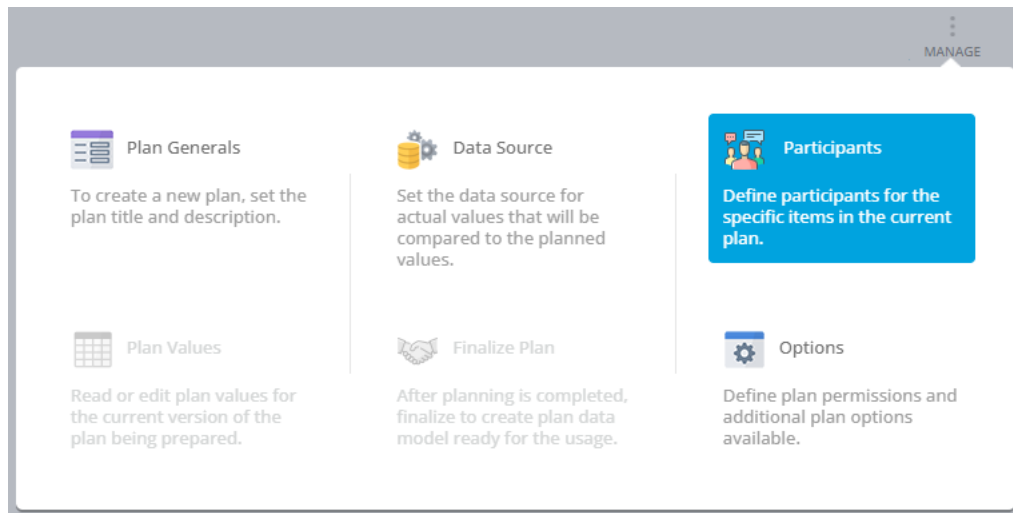 MANAGE
Plan Generals
To create a new plan, set the
plan title and description.
Data Source
Set the data source for
actual values that will be
compared to the planned
values.
Participants
Define participants for the
specific items in the current
plan.
Plan Values
Read or edit plan values for
the current version of the
plan being prepared.
Finalize Plan
After planning is completed,
finalize to create plan data
model ready for the usage.
Options
Define plan permissions and
additional plan options
available.